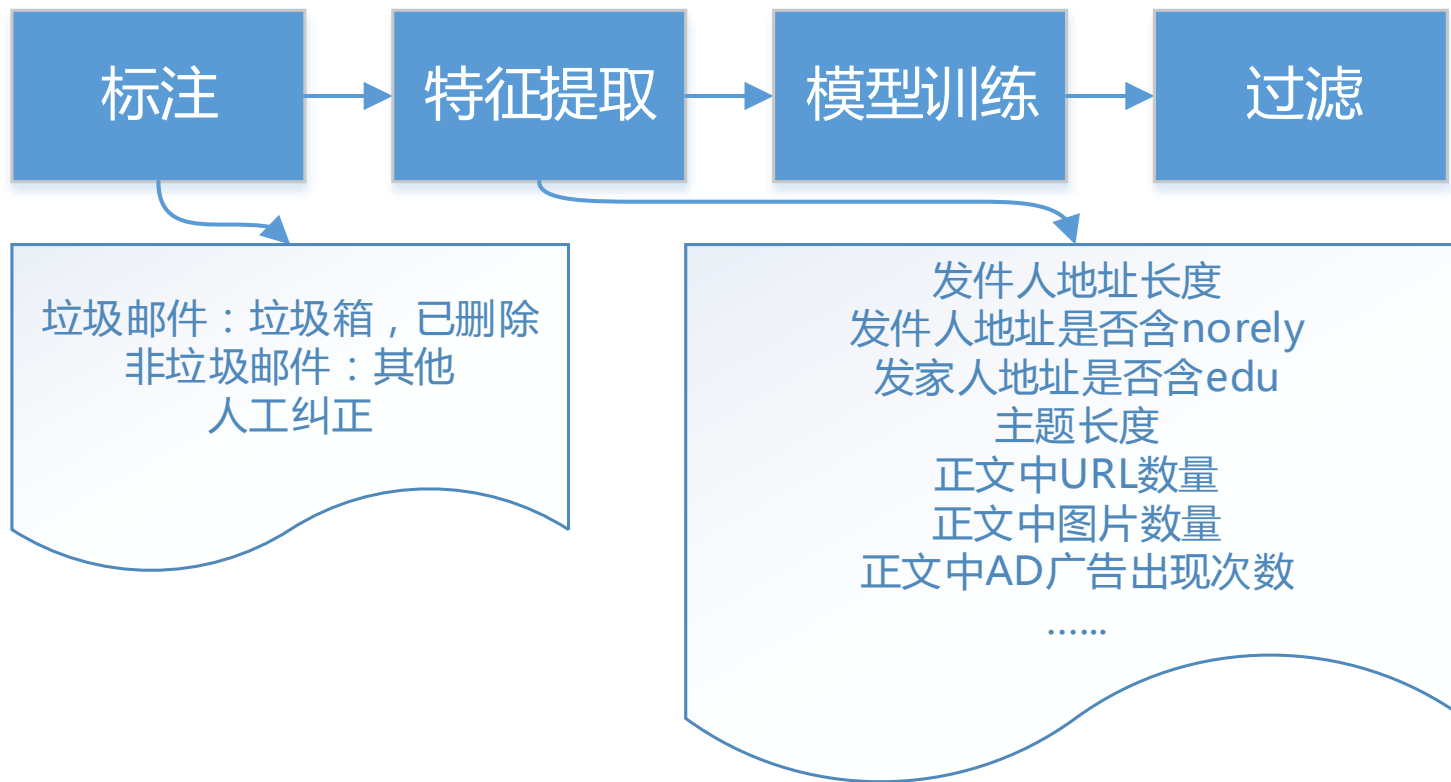 标注
特征提取
模型训练
过滤
垃圾邮件：垃圾箱，已删除
非垃圾邮件：其他
人工纠正
发件人地址长度
发件人地址是否含norely
发家人地址是否含edu
主题长度
正文中URL数量
正文中图片数量
正文中AD广告出现次数
……